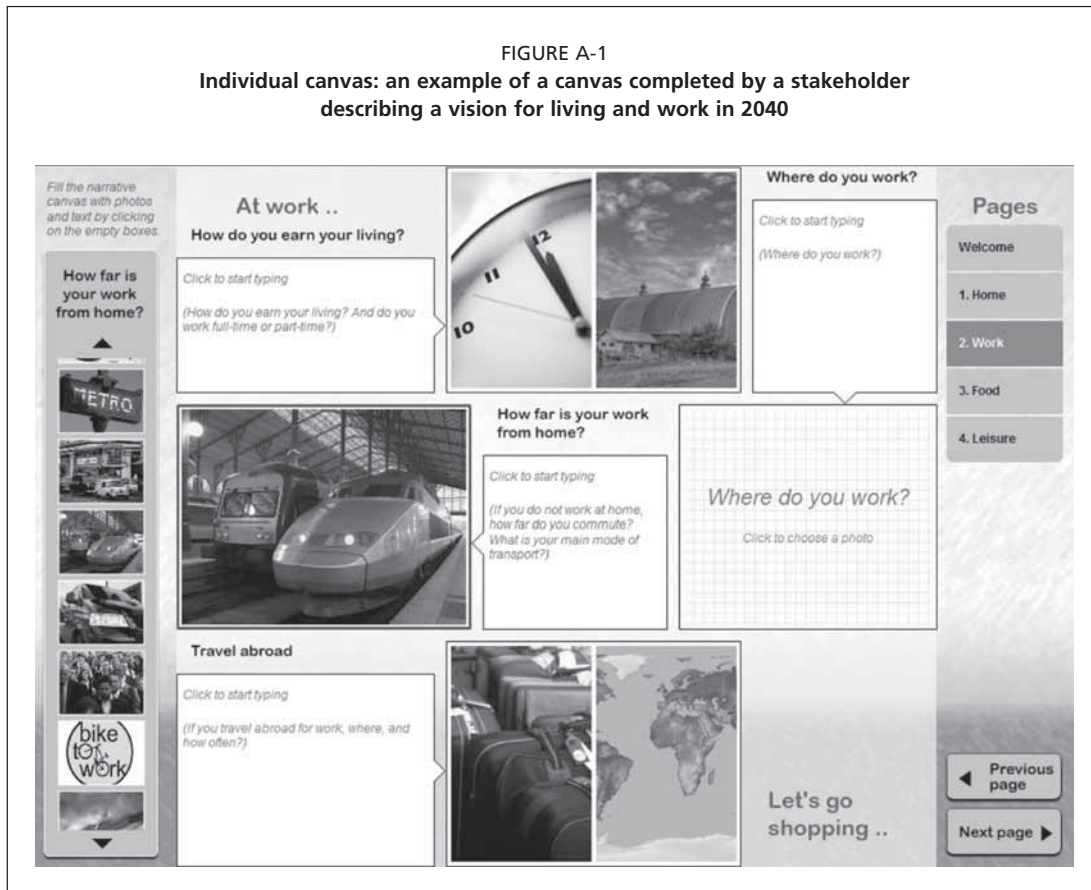 FIGURE A-1
Individual canvas: an example of a canvas completed by a stakeholder
describing a vision for living and work in 2040
Fill the narrative
canvas with photos
and text by clicking
on the empty boxes.
How far is
your work
from home?
METRO
bike
to
work
At work ..
How do you earn your living?
Click to start typing
(How do you earn your living? And do you
work full-time or part-time?)
12
11
10
Where do you work?
Click to start typing
(Where do you work?)
How far is your work
from home?
Click to start typing
(If you do not work at home,
how far do you commute?
What is your main mode of
transport?)
Where do you work?
Click to choose a photo
Travel abroad
Click to start typing
(If you travel abroad for work, where, and
how often?)
Let's go
shopping ..
Pages
Welcome
1. Home
2. Work
3. Food
4. Leisure
Previous
page
Next page